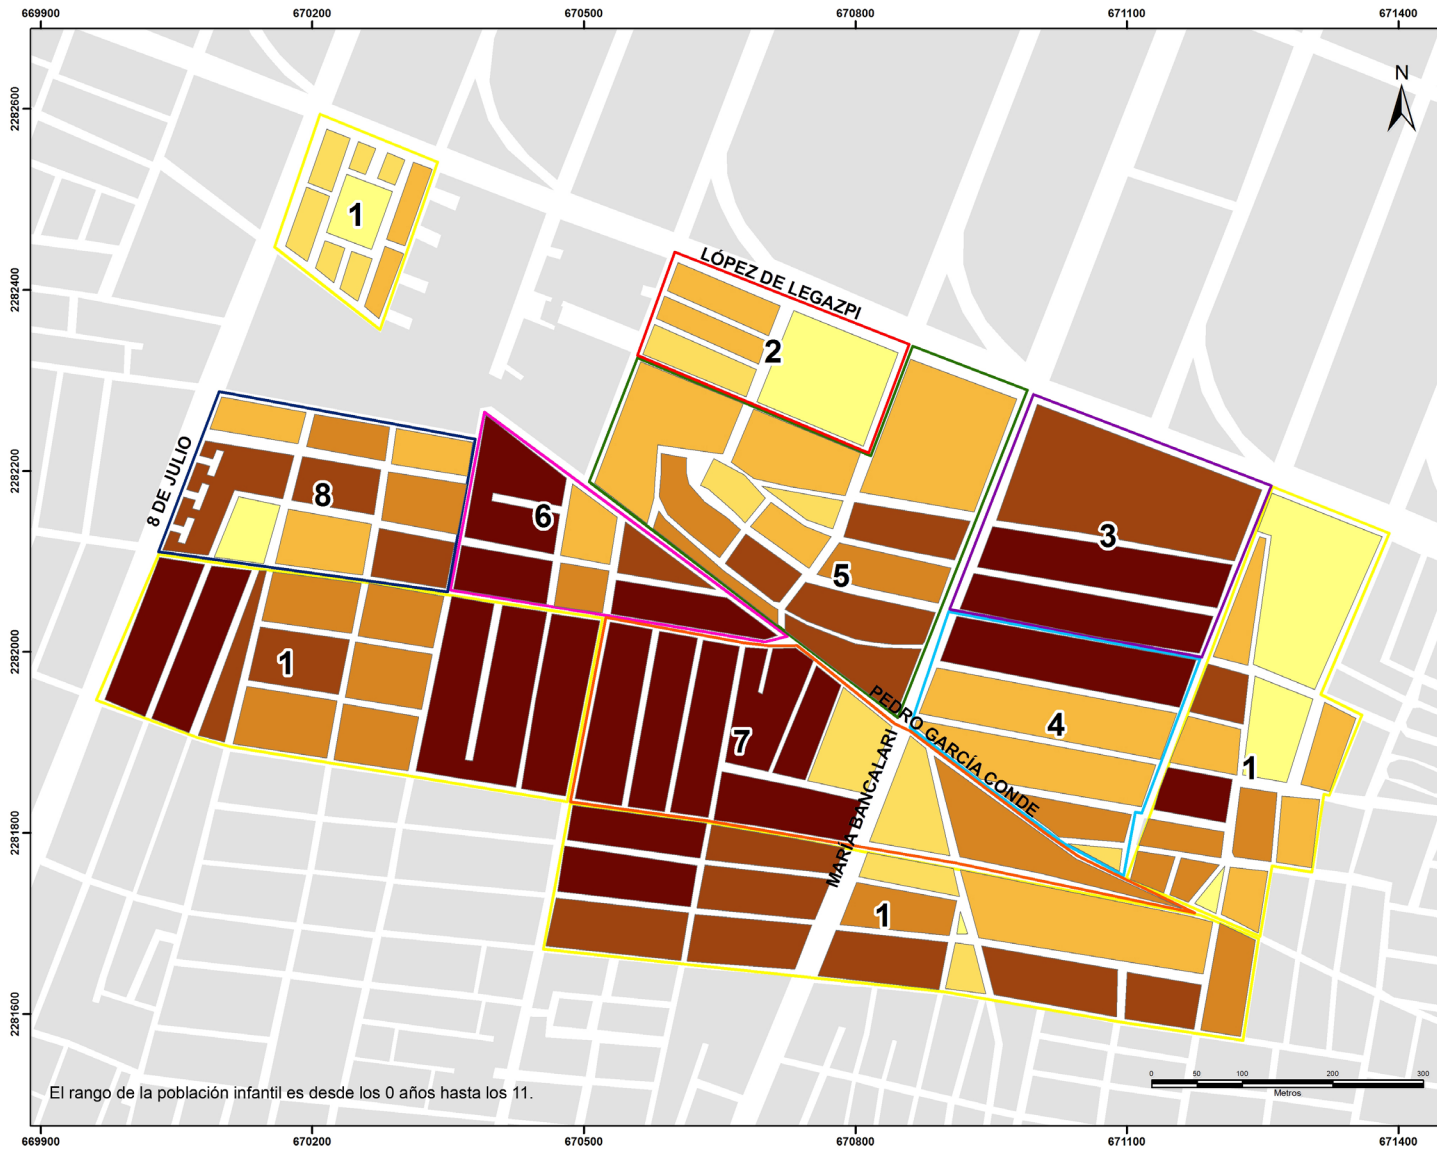 669900 670200 670500 670800 671100 671400
N
2282600
2282400
2282200
2282000
2281800
2281600
1
LÓPEZ DE LEGAZPI
2
8 DE JULIO
8
6
3
5
1
4
7
PEDRO GARCÍA CONDE
1
MARÍA BANCALARI
1
El rango de la población infantil es desde los 0 años hasta los 11.
0 50 100 200 300
Metros
669900 670200 670500 670800 671100 671400